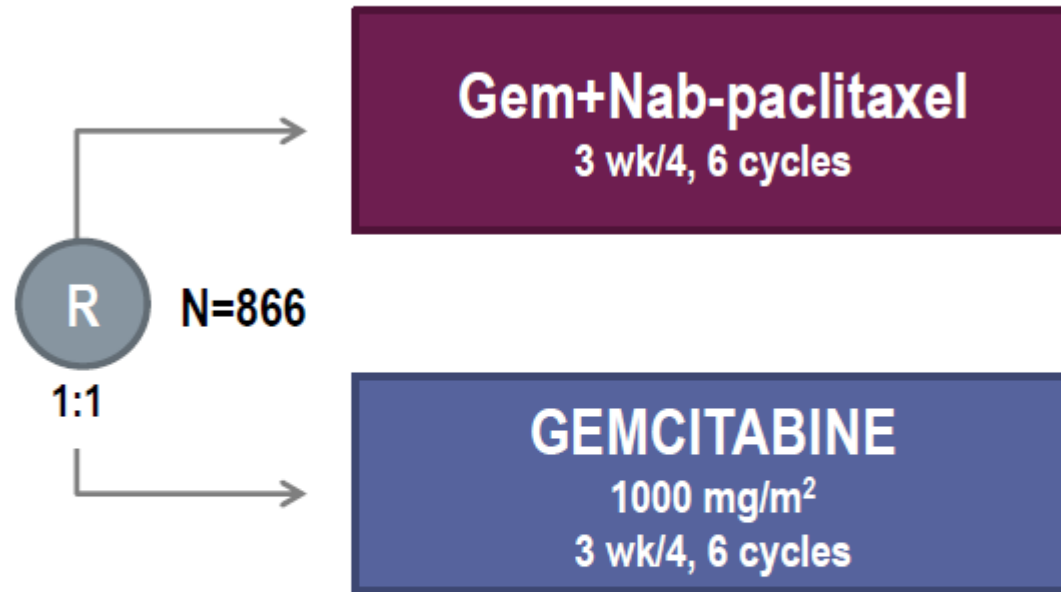 Gem+Nab-paclitaxel
3 wk/4, 6 cycles
R
N=866
1:1
GEMCITABINE
1000 mg/m²
3 wk/4, 6 cycles